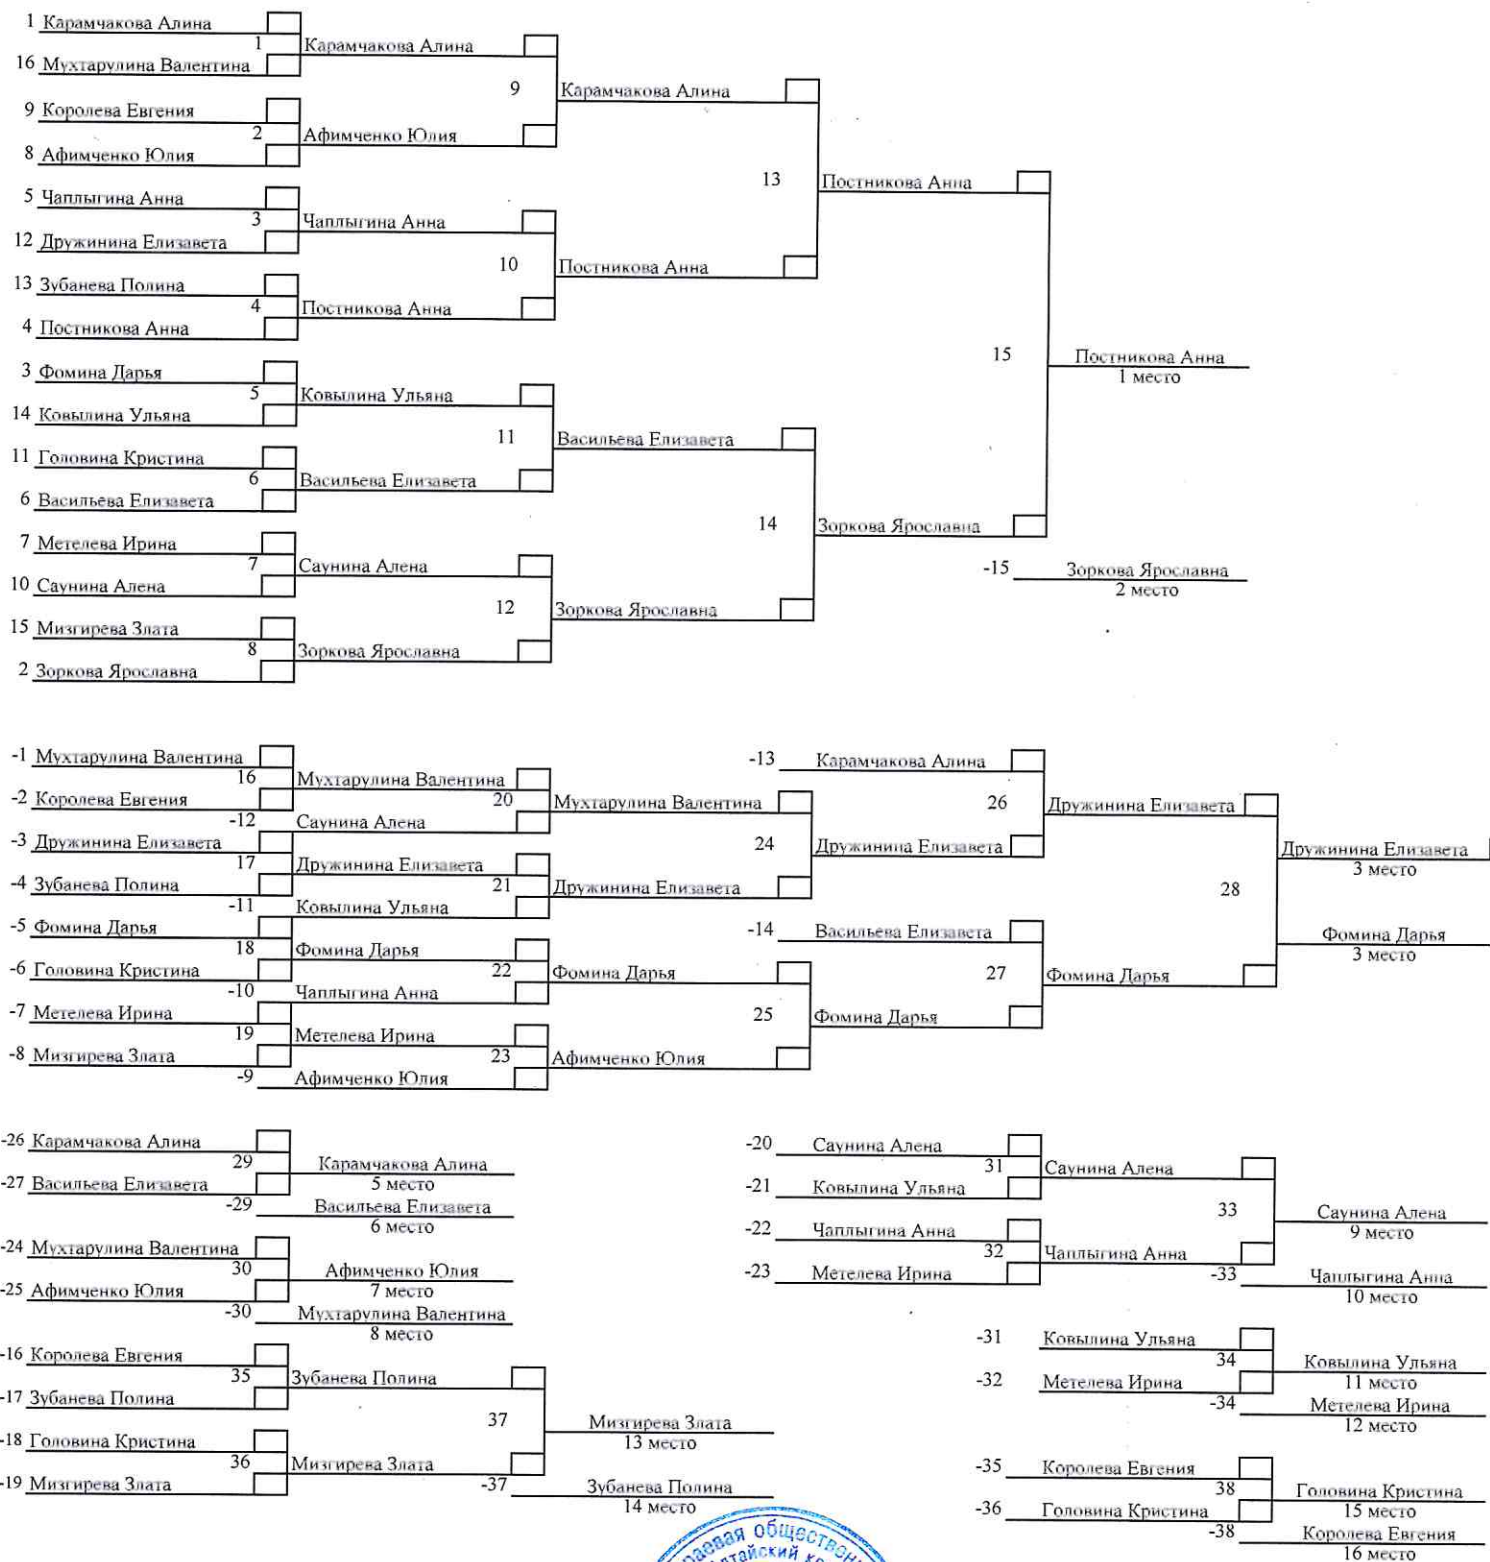 1 Карамчакова Алина
1
16 Мухтарулина Валентина
Карамчакова Алина
9
9 Королева Евгения
2
8 Афимченко Юлия
Афимченко Юлия
Карамчакова Алина
13
5 Чаплыгина Анна
3
12 Дружинина Елизавета
Чаплыгина Анна
10
13 Зубанева Полина
4
4 Постникова Анна
Постникова Анна
Постникова Анна
Постникова Анна
15
3 Фомина Дарья
5
14 Ковылина Ульяна
Ковылина Ульяна
11
11 Головина Кристина
6
6 Васильева Елизавета
Васильева Елизавета
Васильева Елизавета
14
7 Метелева Ирина
7
10 Саунина Алена
Саунина Алена
12
15 Мизгирева Злата
8
2 Зоркова Ярославна
Зоркова Ярославна
Зоркова Ярославна
Зоркова Ярославна
Постникова Анна
1 место
-15 Зоркова Ярославна
2 место
-1 Мухтарулина Валентина
16
-2 Королева Евгения
Мухтарулина Валентина
20
-12 Саунина Алена
-3 Дружинина Елизавета
17
-4 Зубанева Полина
Дружинина Елизавета
21
-11 Ковылина Ульяна
-5 Фомина Дарья
18
-6 Головина Кристина
Фомина Дарья
22
-10 Чаплыгина Анна
-7 Метелева Ирина
19
-8 Мизгирева Злата
Метелева Ирина
23
-9 Афимченко Юлия
Мухтарулина Валентина
24
Дружинина Елизавета
Фомина Дарья
25
Афимченко Юлия
-13 Карамчакова Алина
26
Дружинина Елизавета
-14 Васильева Елизавета
27
Фомина Дарья
Дружинина Елизавета
28
Фомина Дарья
Дружинина Елизавета
3 место
Фомина Дарья
3 место
-26 Карамчакова Алина
29
-27 Васильева Елизавета
Карамчакова Алина
5 место
-29 Васильева Елизавета
6 место
-24 Мухтарулина Валентина
30
-25 Афимченко Юлия
Афимченко Юлия
7 место
-30 Мухтарулина Валентина
8 место
-16 Королева Евгения
35
-17 Зубанева Полина
Зубанева Полина
37
-18 Головина Кристина
36
-19 Мизгирева Злата
Мизгирева Злата
Мизгирева Злата
13 место
-37 Зубанева Полина
14 место
-20 Саунина Алена
31
-21 Ковылина Ульяна
Саунина Алена
33
-22 Чаплыгина Анна
32
-23 Метелева Ирина
Чаплыгина Анна
Саунина Алена
9 место
-33 Чаплыгина Анна
10 место
-31 Ковылина Ульяна
34
-32 Метелева Ирина
Ковылина Ульяна
11 место
-34 Метелева Ирина
12 место
-35 Королева Евгения
38
-36 Головина Кристина
Головина Кристина
15 место
-38 Королева Евгения
16 место